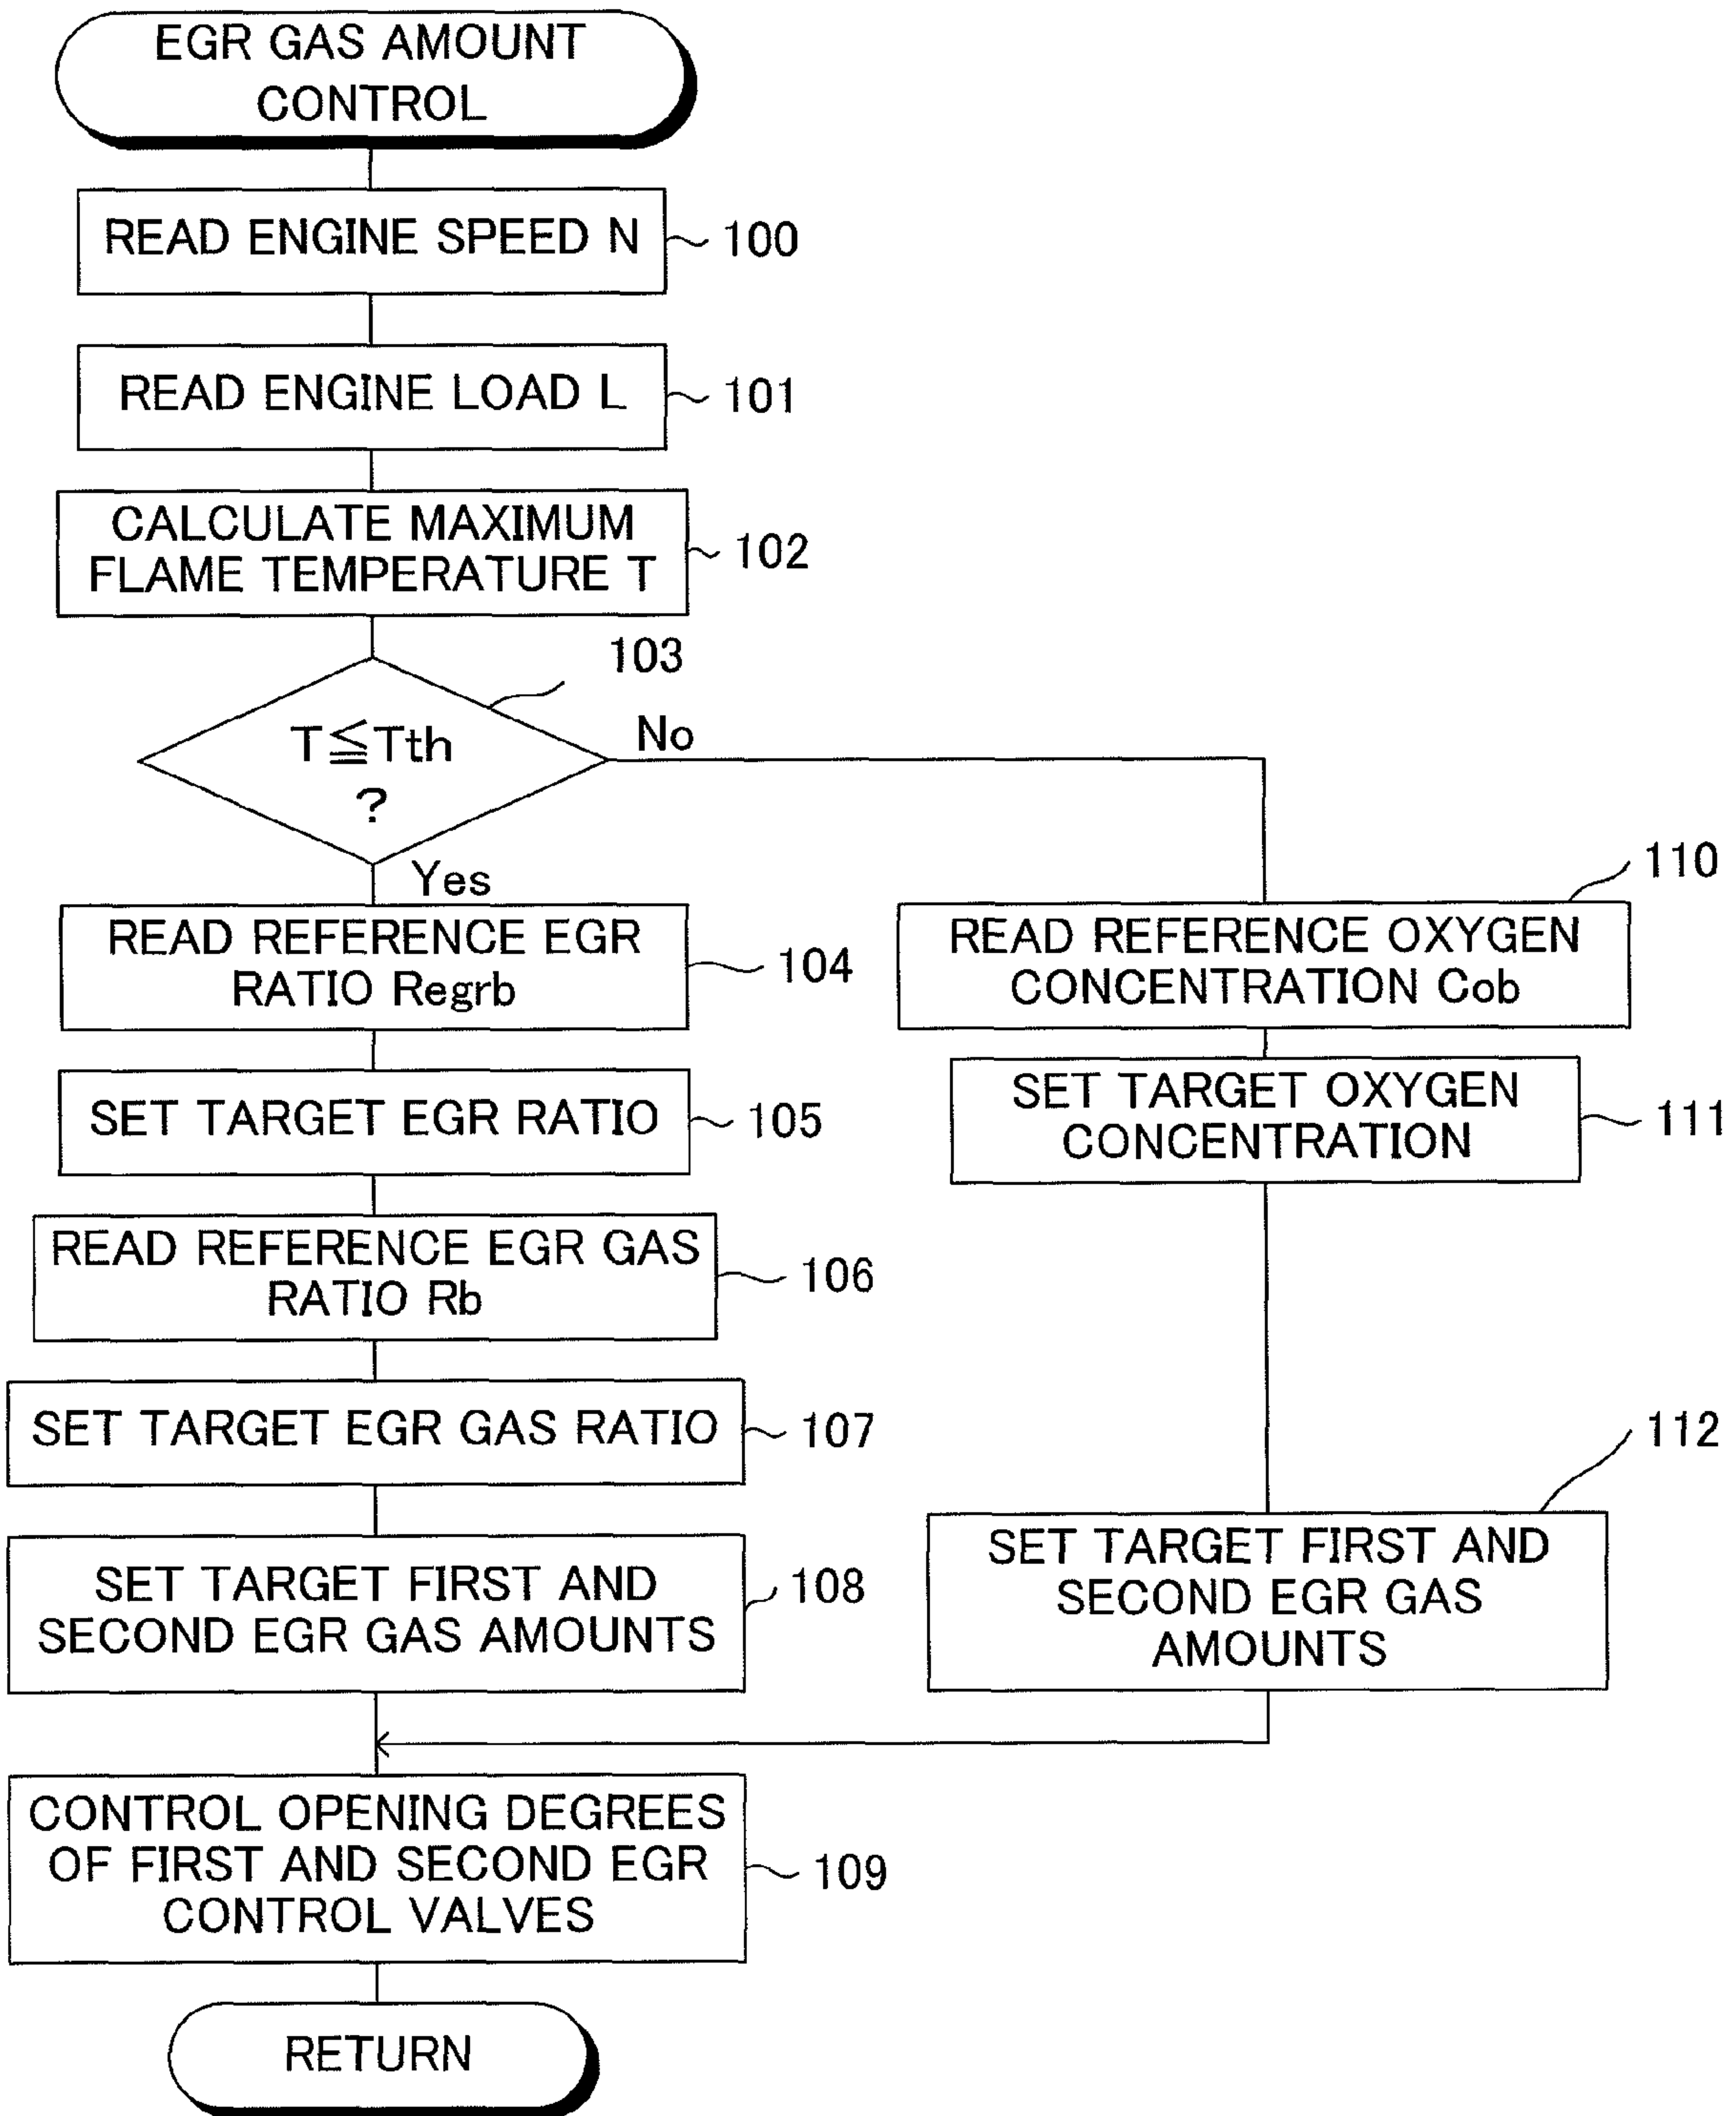 EGR GAS AMOUNT
CONTROL
READ ENGINE SPEED N
100
READ ENGINE LOAD L
101
CALCULATE MAXIMUM
FLAME TEMPERATURE T
102
103
T≦Tth
?
No
Yes
READ REFERENCE EGR
RATIO Regrb
104
SET TARGET EGR RATIO
105
READ REFERENCE EGR GAS
RATIO Rb
106
SET TARGET EGR GAS RATIO
107
SET TARGET FIRST AND
SECOND EGR GAS AMOUNTS
108
110
READ REFERENCE OXYGEN
CONCENTRATION Cob
SET TARGET OXYGEN
CONCENTRATION
111
112
SET TARGET FIRST AND
SECOND EGR GAS
AMOUNTS
CONTROL OPENING DEGREES
OF FIRST AND SECOND EGR
CONTROL VALVES
109
RETURN